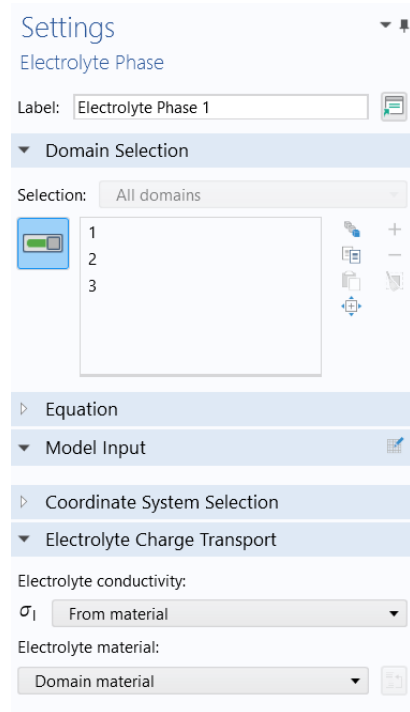 Settings
Electrolyte Phase
Label: Electrolyte Phase 1
Domain Selection
Selection: All domains
1
2
3
Equation
Model Input
Coordinate System Selection
Electrolyte Charge Transport
Electrolyte conductivity:
σl From material
Electrolyte material:
Domain material